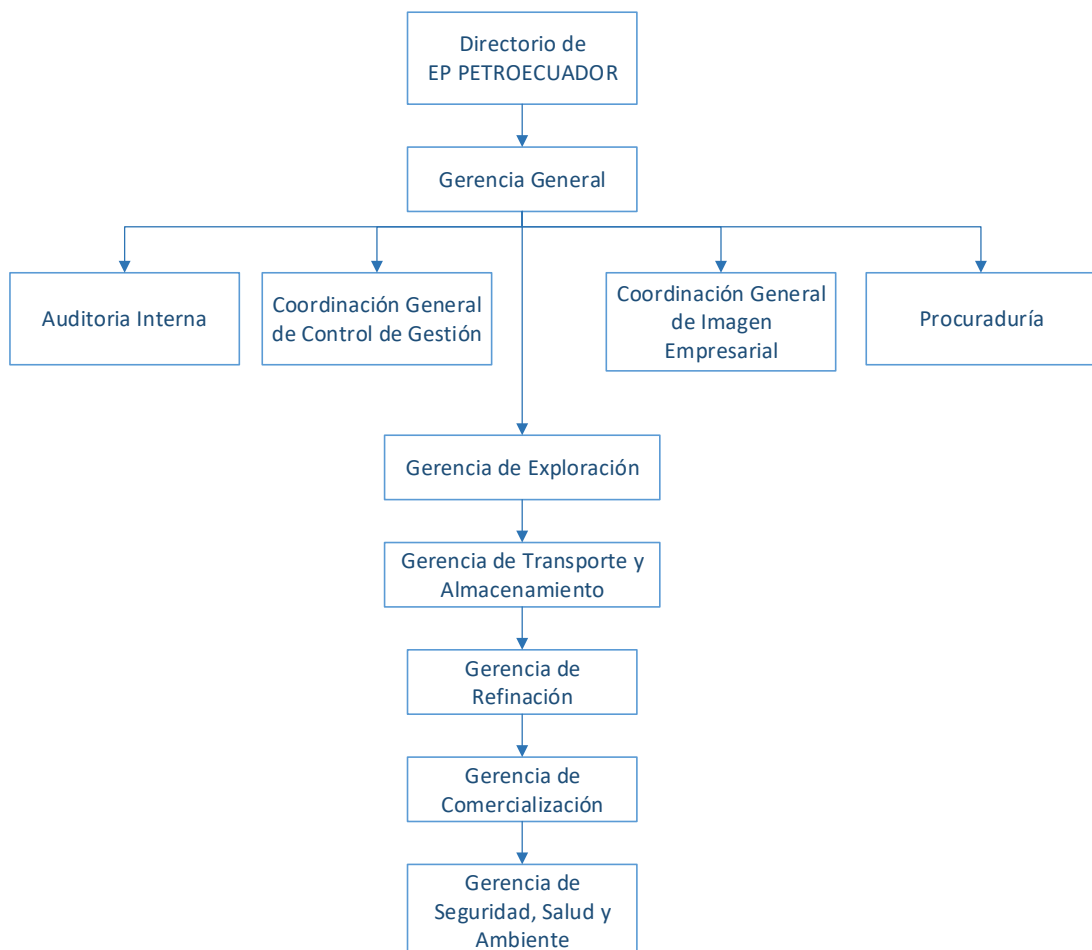 Directorio de
EP PETROECUADOR
Gerencia General
Auditoria Interna
Coordinación General
de Control de Gestión
Coordinación General
de Imagen
Empresarial
Procuraduría
Gerencia de Exploración
Gerencia de Transporte y
Almacenamiento
Gerencia de
Refinación
Gerencia de
Comercialización
Gerencia de
Seguridad, Salud y
Ambiente